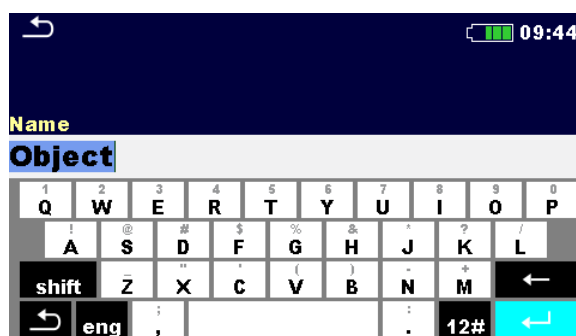 09:44
Name
Object
1 2 3 4 5 6 7 8 9 0
Q W E R T Y U I O P
! @ # $ % & * ? /
A S D F G H J K L
_ " ' ( ) - +
shift Z X C V B N M
; :
eng , . 12#